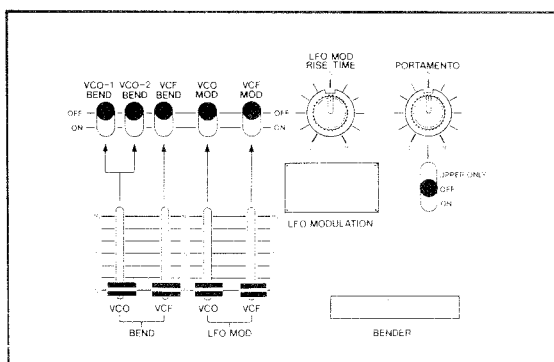 LFO MOD
RISE TIME
PORTAMENTO
VCO-1
BEND
VCO-2
BEND
VCF
BEND
VCO
MOD
VCF
MOD
OFF
OFF
ON
ON
UPPER ONLY
OFF
ON
LFO MODULATION
VCO
VCF
VCO
VCF
BEND
LFO MOD
BENDER